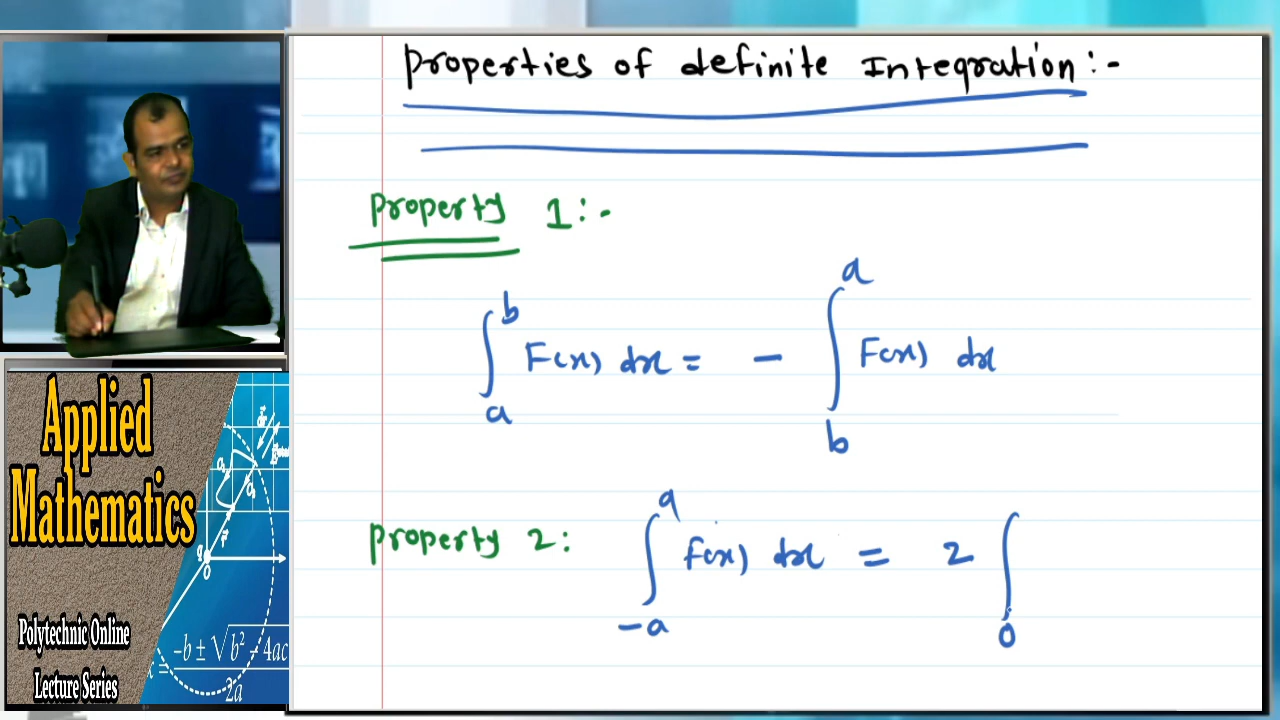 Properties of definite Integration:-
Property 1:-
∫_a^b F(x) dx = - ∫_b^a F(x) dx
Property 2: ∫_{-a}^a f(x) dx = 2 ∫_0
Applied
Mathematics
Polytechnic Online
Lecture Series
x = (-b ± √(b² - 4ac)) / 2a